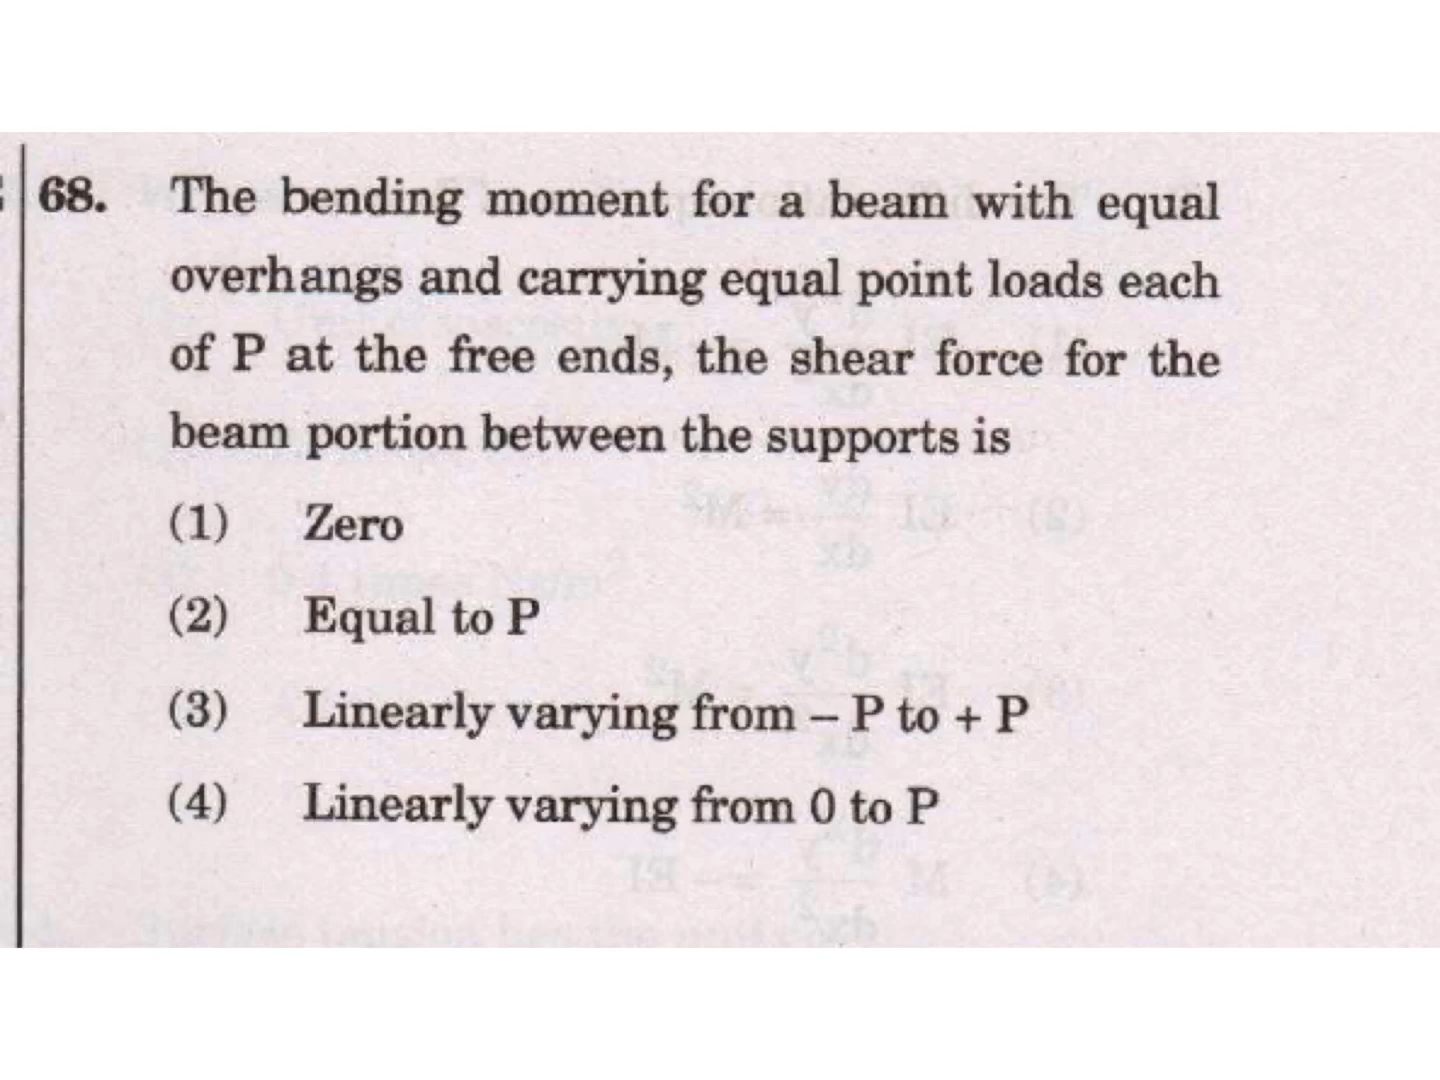 68. The bending moment for a beam with equal
overhangs and carrying equal point loads each
of P at the free ends, the shear force for the
beam portion between the supports is
(1) Zero
(2) Equal to P
(3) Linearly varying from – P to + P
(4) Linearly varying from 0 to P